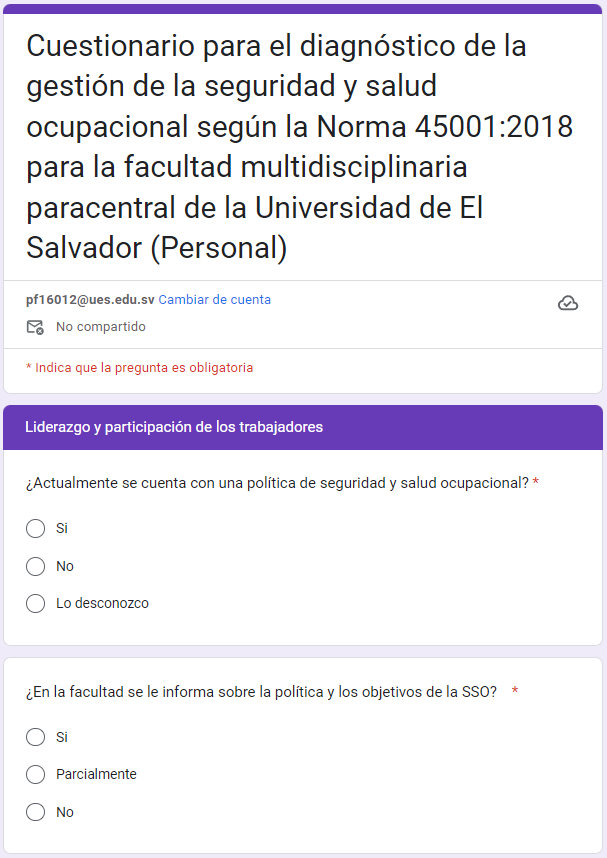 Cuestionario para el diagnóstico de la
gestión de la seguridad y salud
ocupacional según la Norma 45001:2018
para la facultad multidisciplinaria
paracentral de la Universidad de El
Salvador (Personal)
pf16012@ues.edu.sv Cambiar de cuenta
No compartido
* Indica que la pregunta es obligatoria
Liderazgo y participación de los trabajadores
¿Actualmente se cuenta con una política de seguridad y salud ocupacional? *
Si
No
Lo desconozco
¿En la facultad se le informa sobre la política y los objetivos de la SSO? *
Si
Parcialmente
No